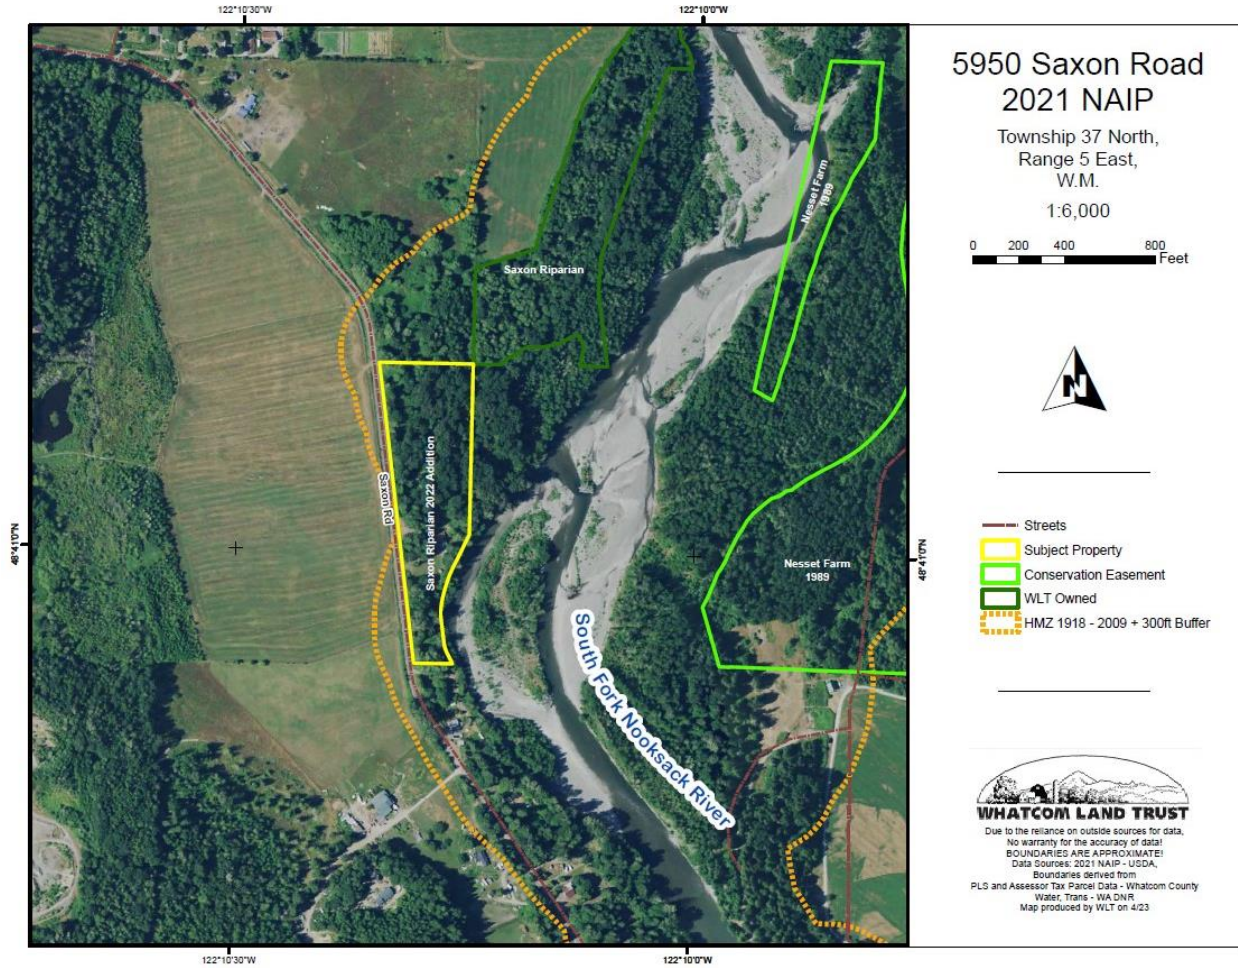 122°10'30"W
122°10'0"W
5950 Saxon Road
2021 NAIP
Township 37 North,
Range 5 East,
W.M.
1:6,000
0 200 400 800
Feet
N
Nesset Farm
1989
Saxon Riparian
Saxon Rd
Saxon Riparian 2022 Addition
48°41'0"N
48°41'0"N
Nesset Farm
1989
South Fork Nooksack River
Streets
Subject Property
Conservation Easement
WLT Owned
HMZ 1918 - 2009 + 300ft Buffer
WHATCOM LAND TRUST
Due to the reliance on outside sources for data,
No warranty for the accuracy of data!
BOUNDARIES ARE APPROXIMATE!
Data Sources: 2021 NAIP - USDA,
Boundaries derived from
PLS and Assessor Tax Parcel Data - Whatcom County
Water, Trans - WA DNR
Map produced by WLT on 4/23
122°10'30"W
122°10'0"W